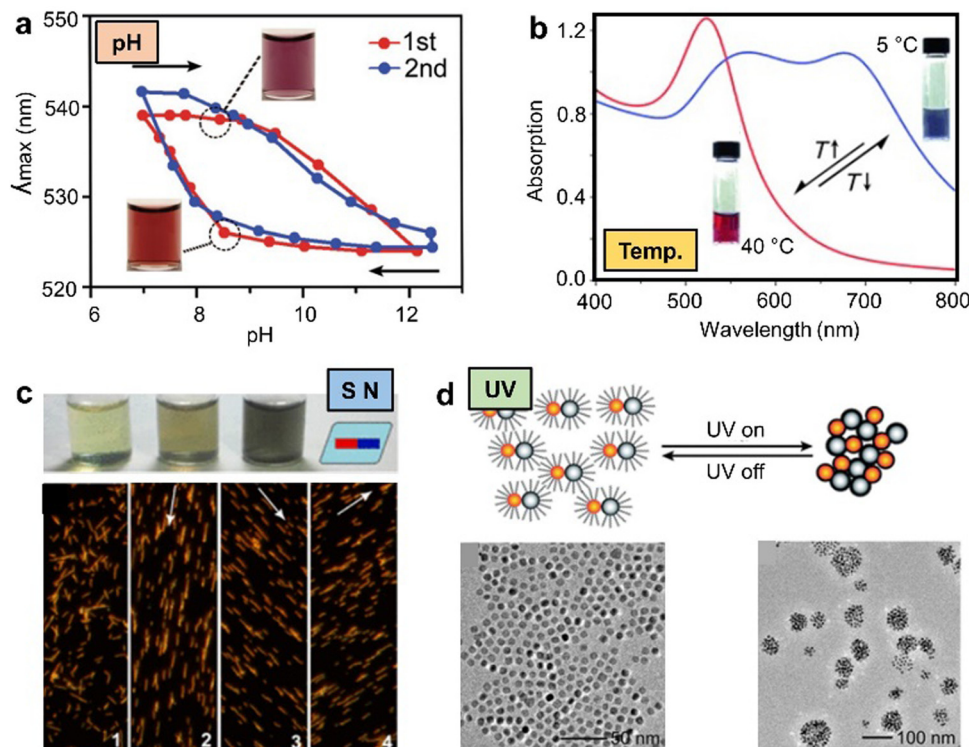 a
pH
1st
2nd
λmax (nm)
550
540
530
520
6
8
10
12
pH
b
5 °C
T↑
T↓
40 °C
Temp.
Absorption
1.2
0.8
0.4
0.0
400
500
600
700
800
Wavelength (nm)
c
S N
1
2
3
4
d
UV
UV on
UV off
50 nm
100 nm